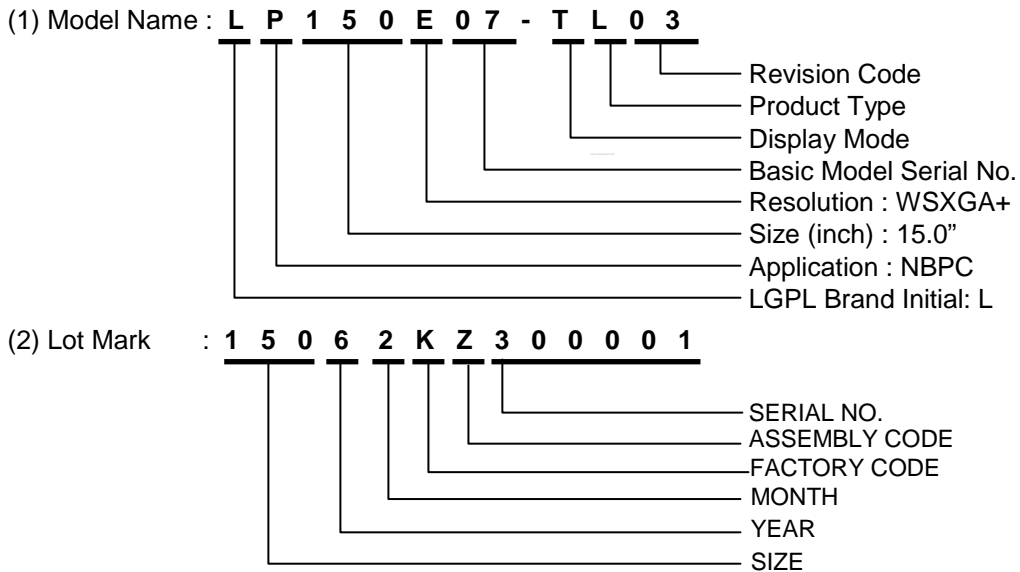 (1) Model Name : L P 1 5 0 E 0 7 - T L 0 3
Revision Code
Product Type
Display Mode
Basic Model Serial No.
Resolution : WSXGA+
Size (inch) : 15.0”
Application : NBPC
LGPL Brand Initial: L
(2) Lot Mark : 1 5 0 6 2 K Z 3 0 0 0 0 1
SERIAL NO.
ASSEMBLY CODE
FACTORY CODE
MONTH
YEAR
SIZE